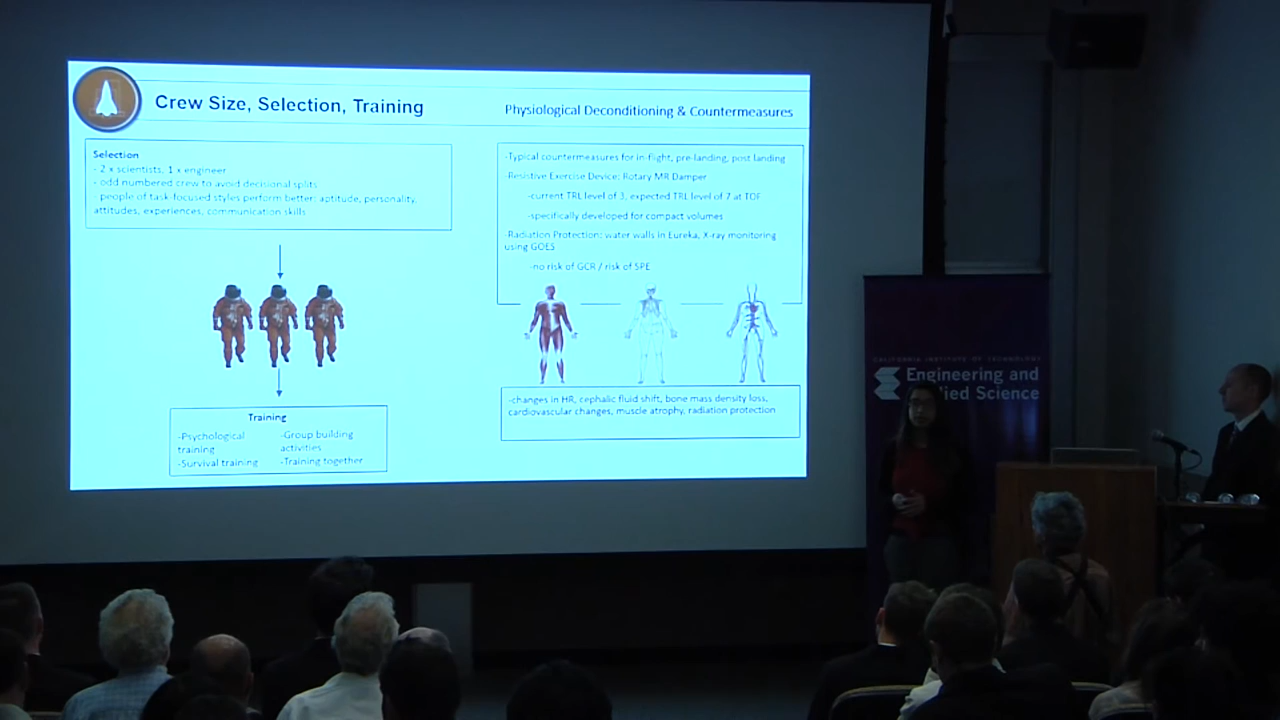 Crew Size, Selection, Training
Physiological Deconditioning & Countermeasures
Selection
- 2 x scientists, 1 x engineer
- odd numbered crew to avoid decisional splits
- people of task-focused styles perform better: aptitude, personality,
attitudes, experiences, communication skills
Training
-Psychological
training
-Survival training
-Group building
activities
-Training together
-Typical countermeasures for in-flight, pre-landing, post landing
-Resistive Exercise Device: Rotary MR Damper
-current TRL level of 3, expected TRL level of 7 at TOF
-specifically developed for compact volumes
-Radiation Protection: water walls in Eureka, X-ray monitoring
using GOES
-no risk of GCR / risk of SPE
-changes in HR, cephalic fluid shift, bone mass density loss,
cardiovascular changes, muscle atrophy, radiation protection
CALIFORNIA INSTITUTE OF TECHNOLOGY
Engineering and
lied Science